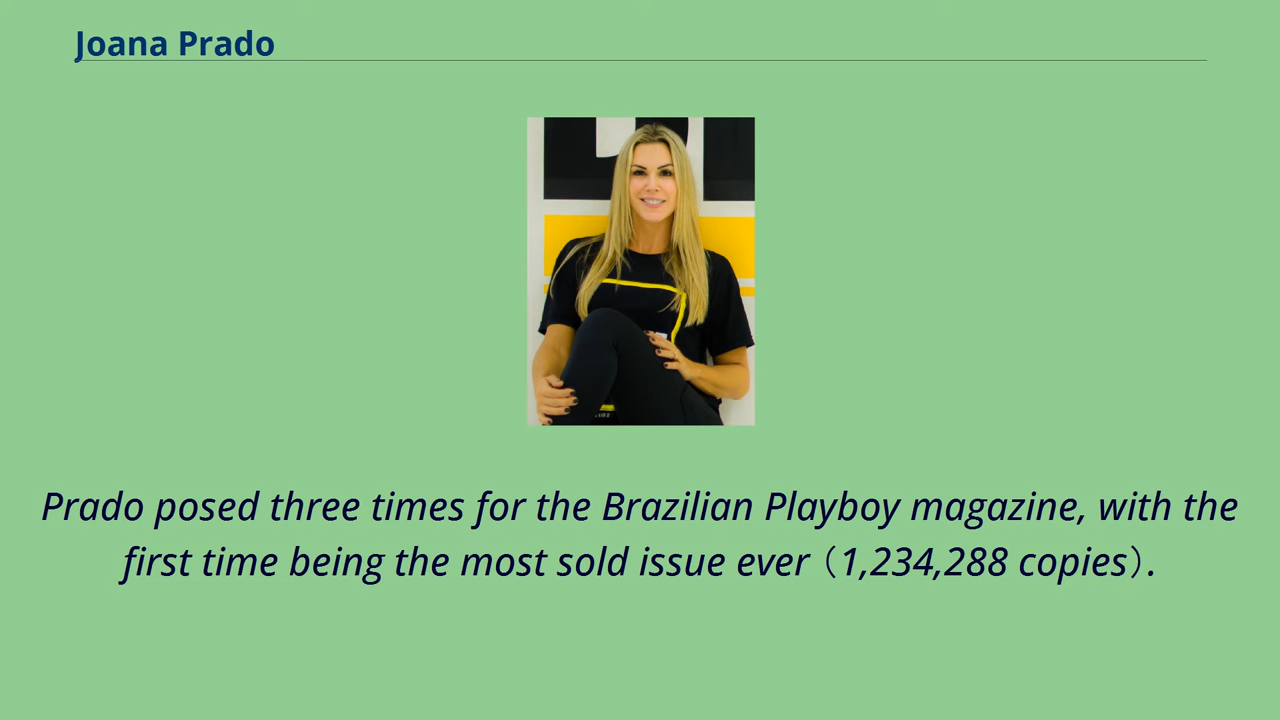 Joana Prado
Prado posed three times for the Brazilian Playboy magazine, with the
first time being the most sold issue ever（1,234,288 copies）.